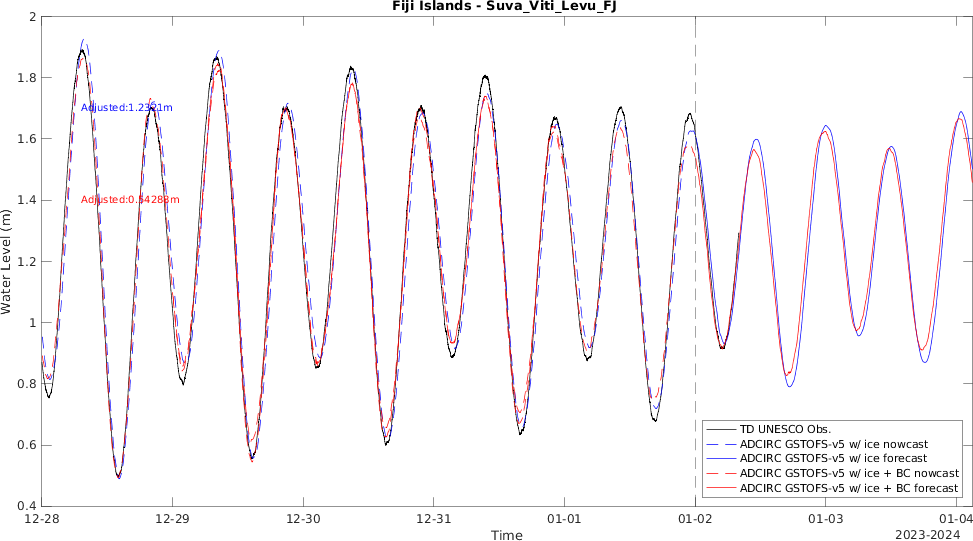 Fiji Islands - Suva_Viti_Levu_FJ
2
1.8
1.6
1.4
1.2
1
0.8
0.6
0.4
Water Level (m)
Adjusted:1.2321m
Adjusted:0.54288m
TD UNESCO Obs.
ADCIRC GSTOFS-v5 w/ ice nowcast
ADCIRC GSTOFS-v5 w/ ice forecast
ADCIRC GSTOFS-v5 w/ ice + BC nowcast
ADCIRC GSTOFS-v5 w/ ice + BC forecast
12-28 12-29 12-30 12-31 01-01 01-02 01-03 01-04
Time
2023-2024